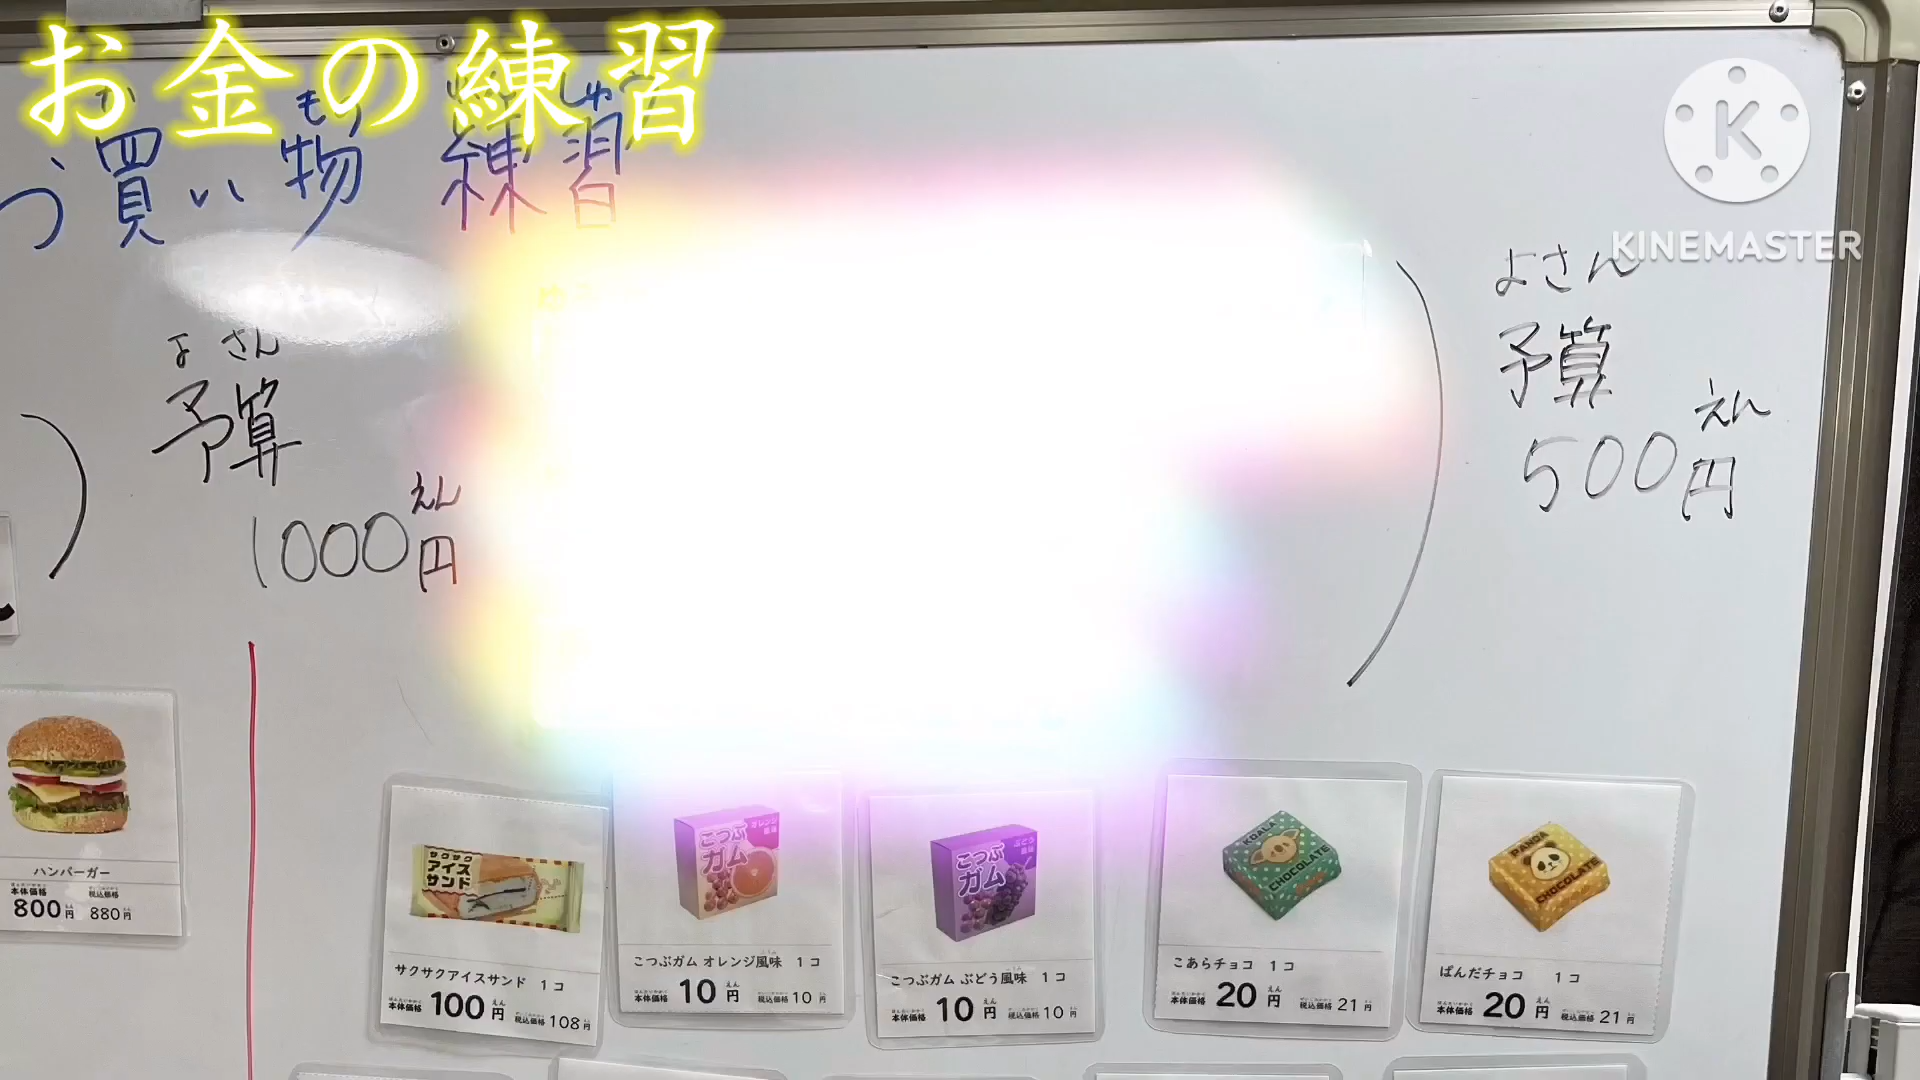 お金の練習
う買い物 練習
KINEMASTER
よさん
予算
えん
1000円
よさん
予算
えん
500円
ハンバーガー
本体価格 税込価格
800円 880円
サクサク
アイス
サンド
サクサクアイスサンド 1コ
本体価格 100円 税込価格 108円
こつぶ
ガム
こつぶガム オレンジ風味 1コ
本体価格 10円 税込価格 10円
こつぶ
ガム
こつぶガム ぶどう風味 1コ
本体価格 10円 税込価格 10円
KOALA
CHOCOLATE
こあらチョコ 1コ
本体価格 20円 税込価格 21円
PANDA
CHOCOLATE
ぱんだチョコ 1コ
本体価格 20円 税込価格 21円